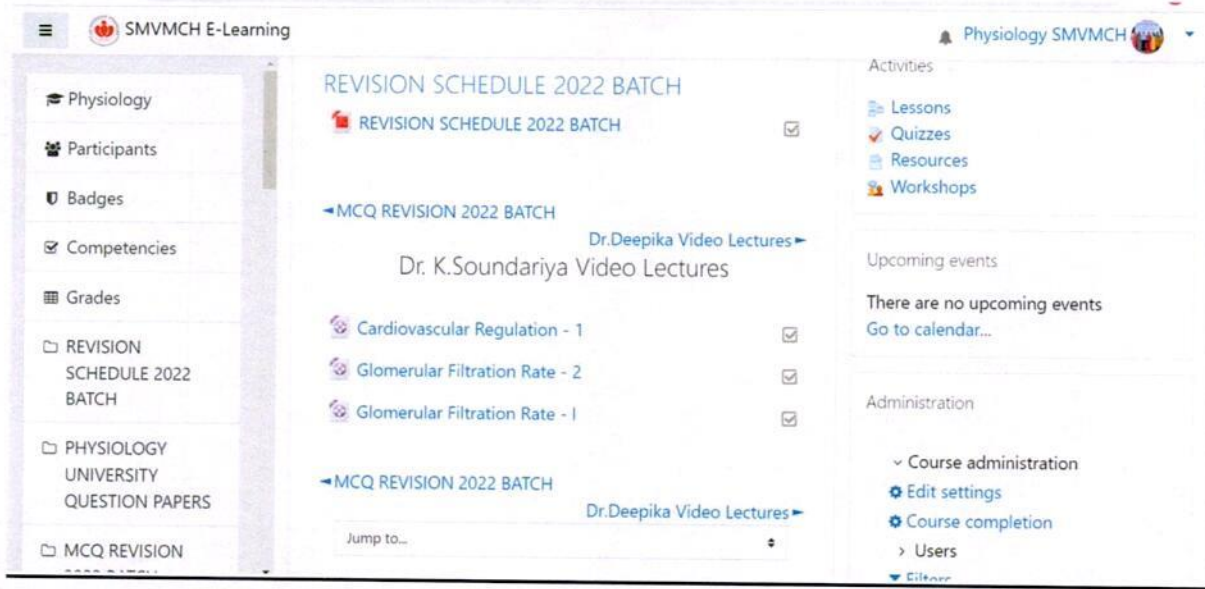 SMVMCH E-Learning
Physiology SMVMCH
Physiology
Participants
Badges
Competencies
Grades
REVISION
SCHEDULE 2022
BATCH
PHYSIOLOGY
UNIVERSITY
QUESTION PAPERS
MCQ REVISION
REVISION SCHEDULE 2022 BATCH
REVISION SCHEDULE 2022 BATCH
◄MCQ REVISION 2022 BATCH
Dr.Deepika Video Lectures►
Dr. K.Soundariya Video Lectures
Cardiovascular Regulation - 1
Glomerular Filtration Rate - 2
Glomerular Filtration Rate - I
◄MCQ REVISION 2022 BATCH
Dr.Deepika Video Lectures►
Jump to...
Activities
Lessons
Quizzes
Resources
Workshops
Upcoming events
There are no upcoming events
Go to calendar...
Administration
Course administration
Edit settings
Course completion
Users
Filters